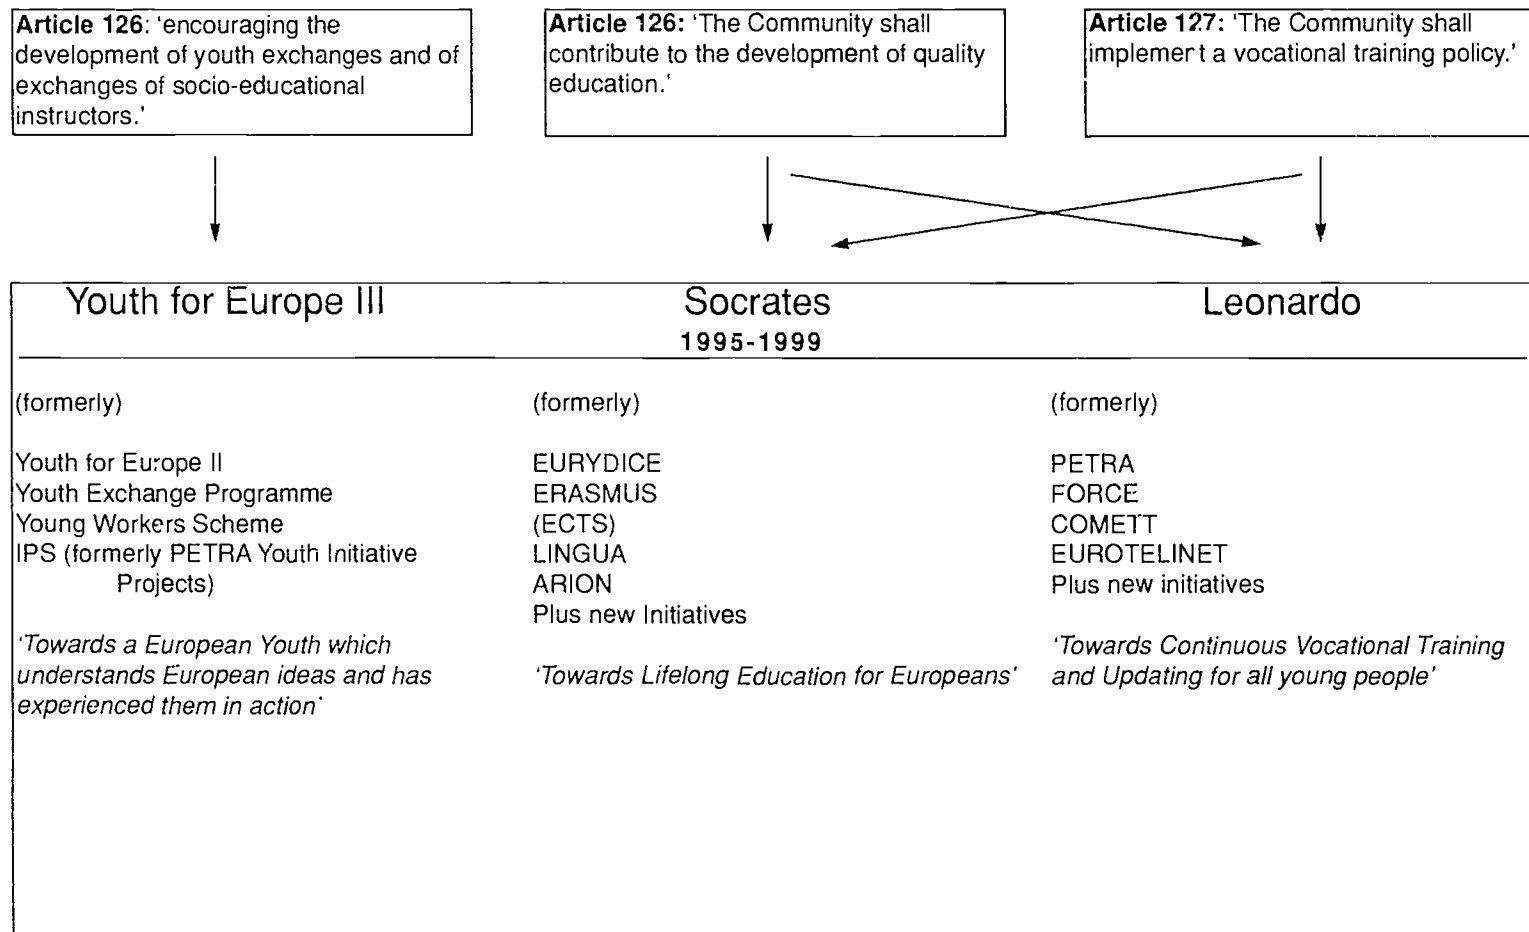 Article 126: ‘encouraging the
development of youth exchanges and of
exchanges of socio-educational
instructors.’
Article 126: ‘The Community shall
contribute to the development of quality
education.’
Article 127: ‘The Community shall
implement a vocational training policy.’
Youth for Europe III
Socrates
1995-1999
Leonardo
(formerly)
Youth for Europe II
Youth Exchange Programme
Young Workers Scheme
IPS (formerly PETRA Youth Initiative
Projects)
‘Towards a European Youth which
understands European ideas and has
experienced them in action’
(formerly)
EURYDICE
ERASMUS
(ECTS)
LINGUA
ARION
Plus new Initiatives
‘Towards Lifelong Education for Europeans’
(formerly)
PETRA
FORCE
COMETT
EUROTELINET
Plus new initiatives
‘Towards Continuous Vocational Training
and Updating for all young people’